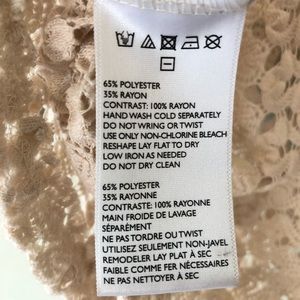 65% POLYESTER
35% RAYON
CONTRAST: 100% RAYON
HAND WASH COLD SEPARATELY
DO NOT WRING OR TWIST
USE ONLY NON-CHLORINE BLEACH
RESHAPE LAY FLAT TO DRY
LOW IRON AS NEEDED
DO NOT DRY CLEAN
65% POLYESTER
35% RAYONNE
CONTRASTE: 100% RAYONNE
MAIN FROIDE DE LAVAGE
SÉPARÉMENT
NE PAS TORDRE OU TWIST
UTILIZEZ SEULEMENT NON-JAVEL
REMODELER LAY PLAT À SEC
FAIBLE COMME FER NÉCESSAIRES
NE PAS NETTOYER À SEC